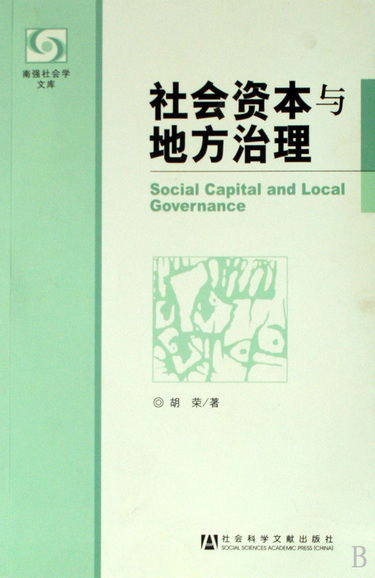 南强社会学
文库
社会资本与
地方治理
Social Capital and Local
Governance
◎ 胡 荣/著
社会科学文献出版社
SOCIAL SCIENCES ACADEMIC PRESS (CHINA)
B